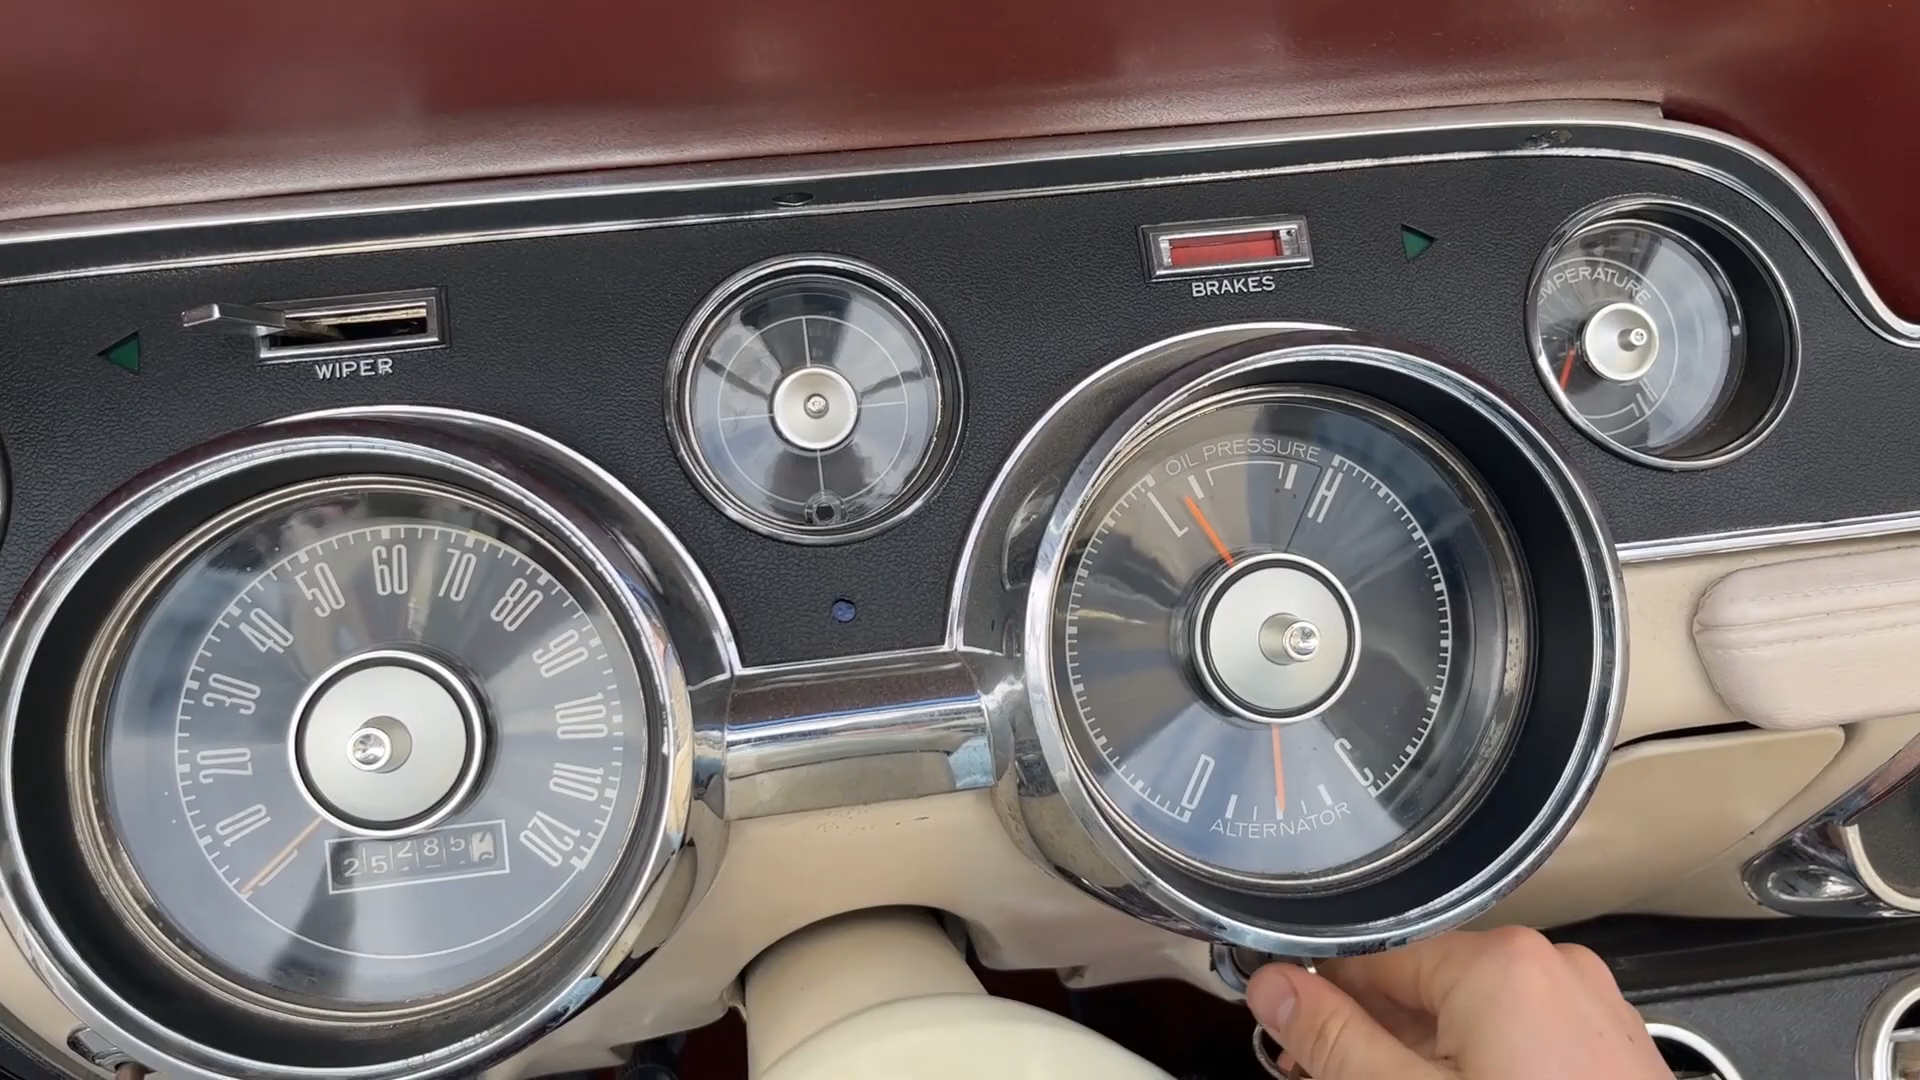 WIPER
BRAKES
EMPERATURE
OIL PRESSURE
L H
D C
ALTERNATOR
10 20 30 40 50 60 70 80 90 100 110 120
25285